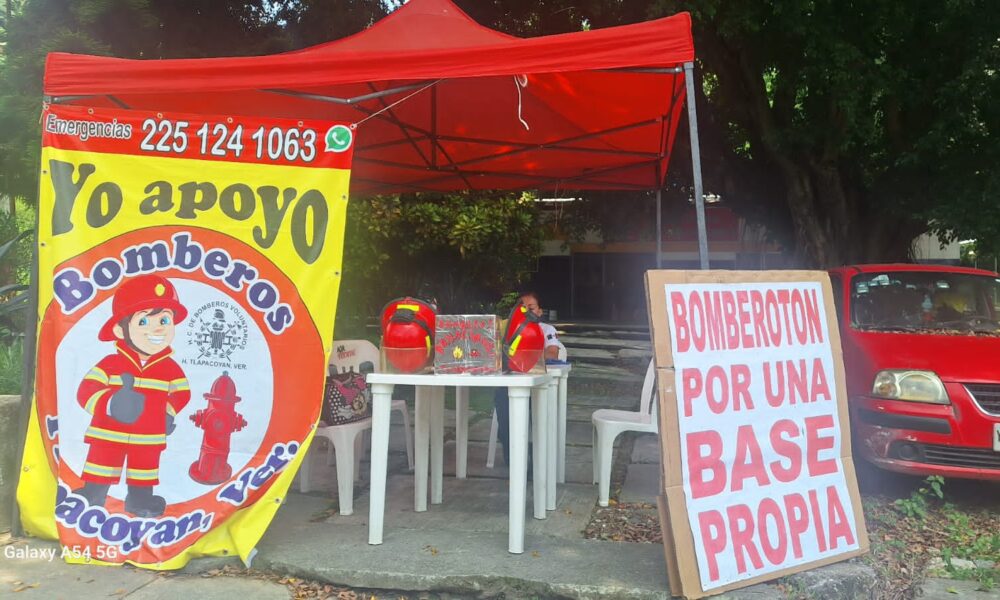 Emergencias 225 124 1063
Yo apoyo
Bomberos
H. C. DE BOMBEROS VOLUNTARIOS
H. TLAPACOYAN, VER.
pacoyan, Ver.
BOMBEROTON
POR UNA
BASE
PROPIA
Galaxy A54 5G